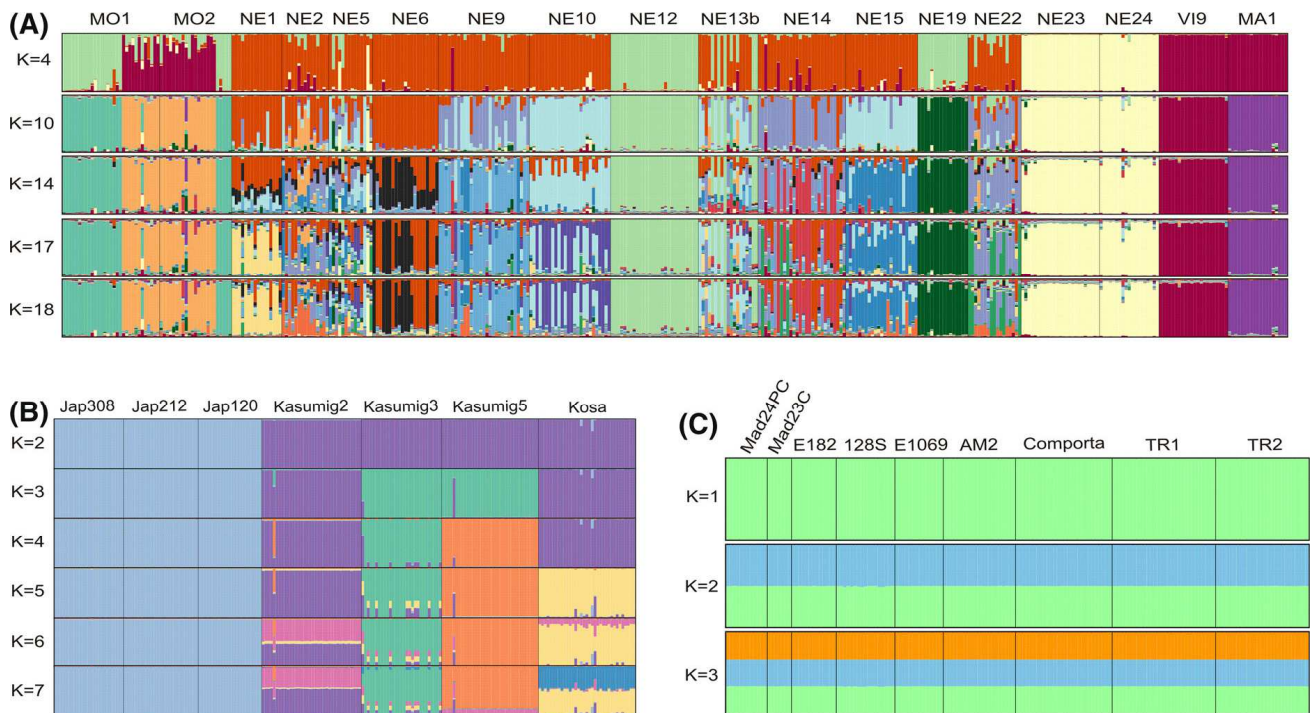 (A) MO1 MO2 NE1 NE2 NE5 NE6 NE9 NE10 NE12 NE13b NE14 NE15 NE19 NE22 NE23 NE24 VI9 MA1
K=4
K=10
K=14
K=17
K=18
(B) Jap308 Jap212 Jap120 Kasumig2 Kasumig3 Kasumig5 Kosa
K=2
K=3
K=4
K=5
K=6
K=7
(C) Mad24PC Mad23C E182 128S E1069 AM2 Comporta TR1 TR2
K=1
K=2
K=3